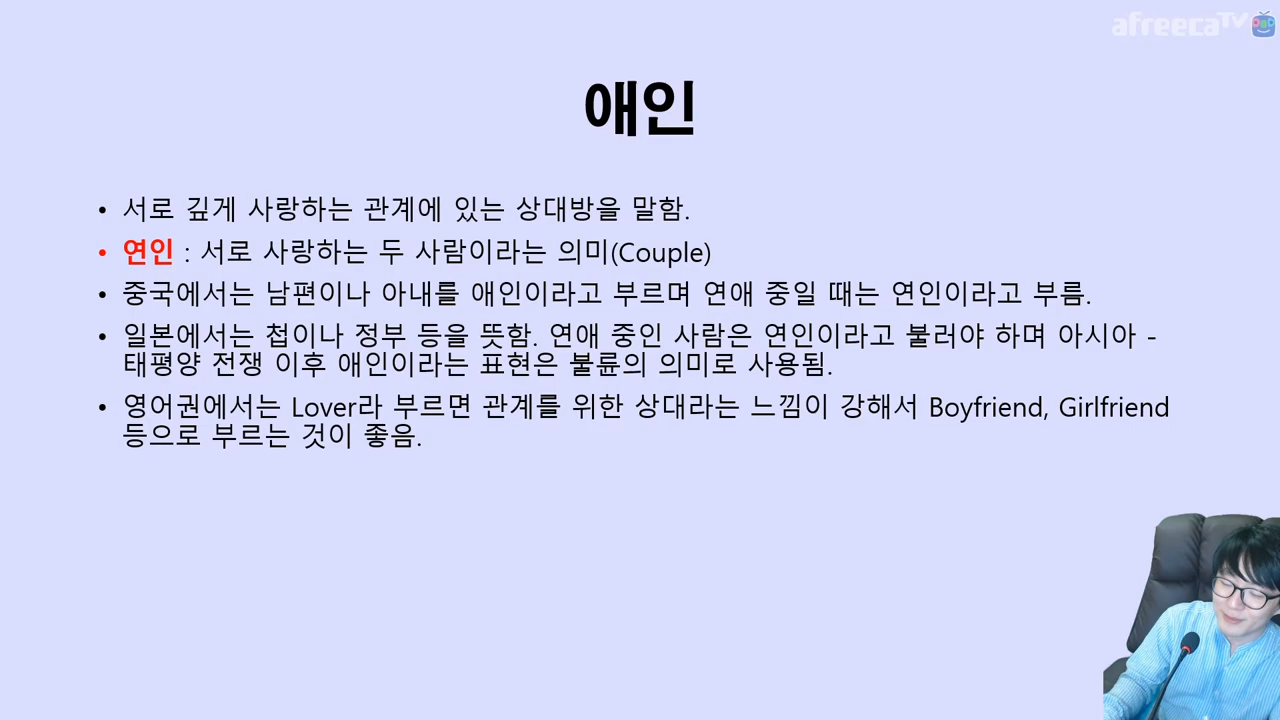 afreecaTV
애인
• 서로 깊게 사랑하는 관계에 있는 상대방을 말함.
• 연인 : 서로 사랑하는 두 사람이라는 의미(Couple)
• 중국에서는 남편이나 아내를 애인이라고 부르며 연애 중일 때는 연인이라고 부름.
• 일본에서는 첩이나 정부 등을 뜻함. 연애 중인 사람은 연인이라고 불러야 하며 아시아 -
태평양 전쟁 이후 애인이라는 표현은 불륜의 의미로 사용됨.
• 영어권에서는 Lover라 부르면 관계를 위한 상대라는 느낌이 강해서 Boyfriend, Girlfriend
등으로 부르는 것이 좋음.